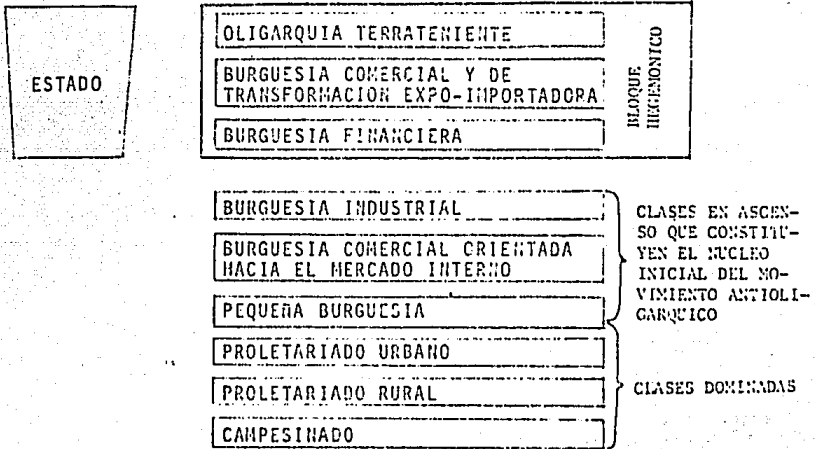 ESTADO
OLIGARQUIA TERRATENIENTE
BURGUESIA COMERCIAL Y DE
TRANSFORMACION EXPO-IMPORTADORA
BURGUESIA FINANCIERA
BLOQUE
HEGEMONICO
BURGUESIA INDUSTRIAL
BURGUESIA COMERCIAL ORIENTADA
HACIA EL MERCADO INTERNO
PEQUEÑA BURGUESIA
CLASES EN ASCEN-
SO QUE CONSTITU-
YEN EL NUCLEO
INICIAL DEL MO-
VIMIENTO ANTIOLI-
GARQUICO
PROLETARIADO URBANO
PROLETARIADO RURAL
CAMPESINADO
CLASES DOMINADAS